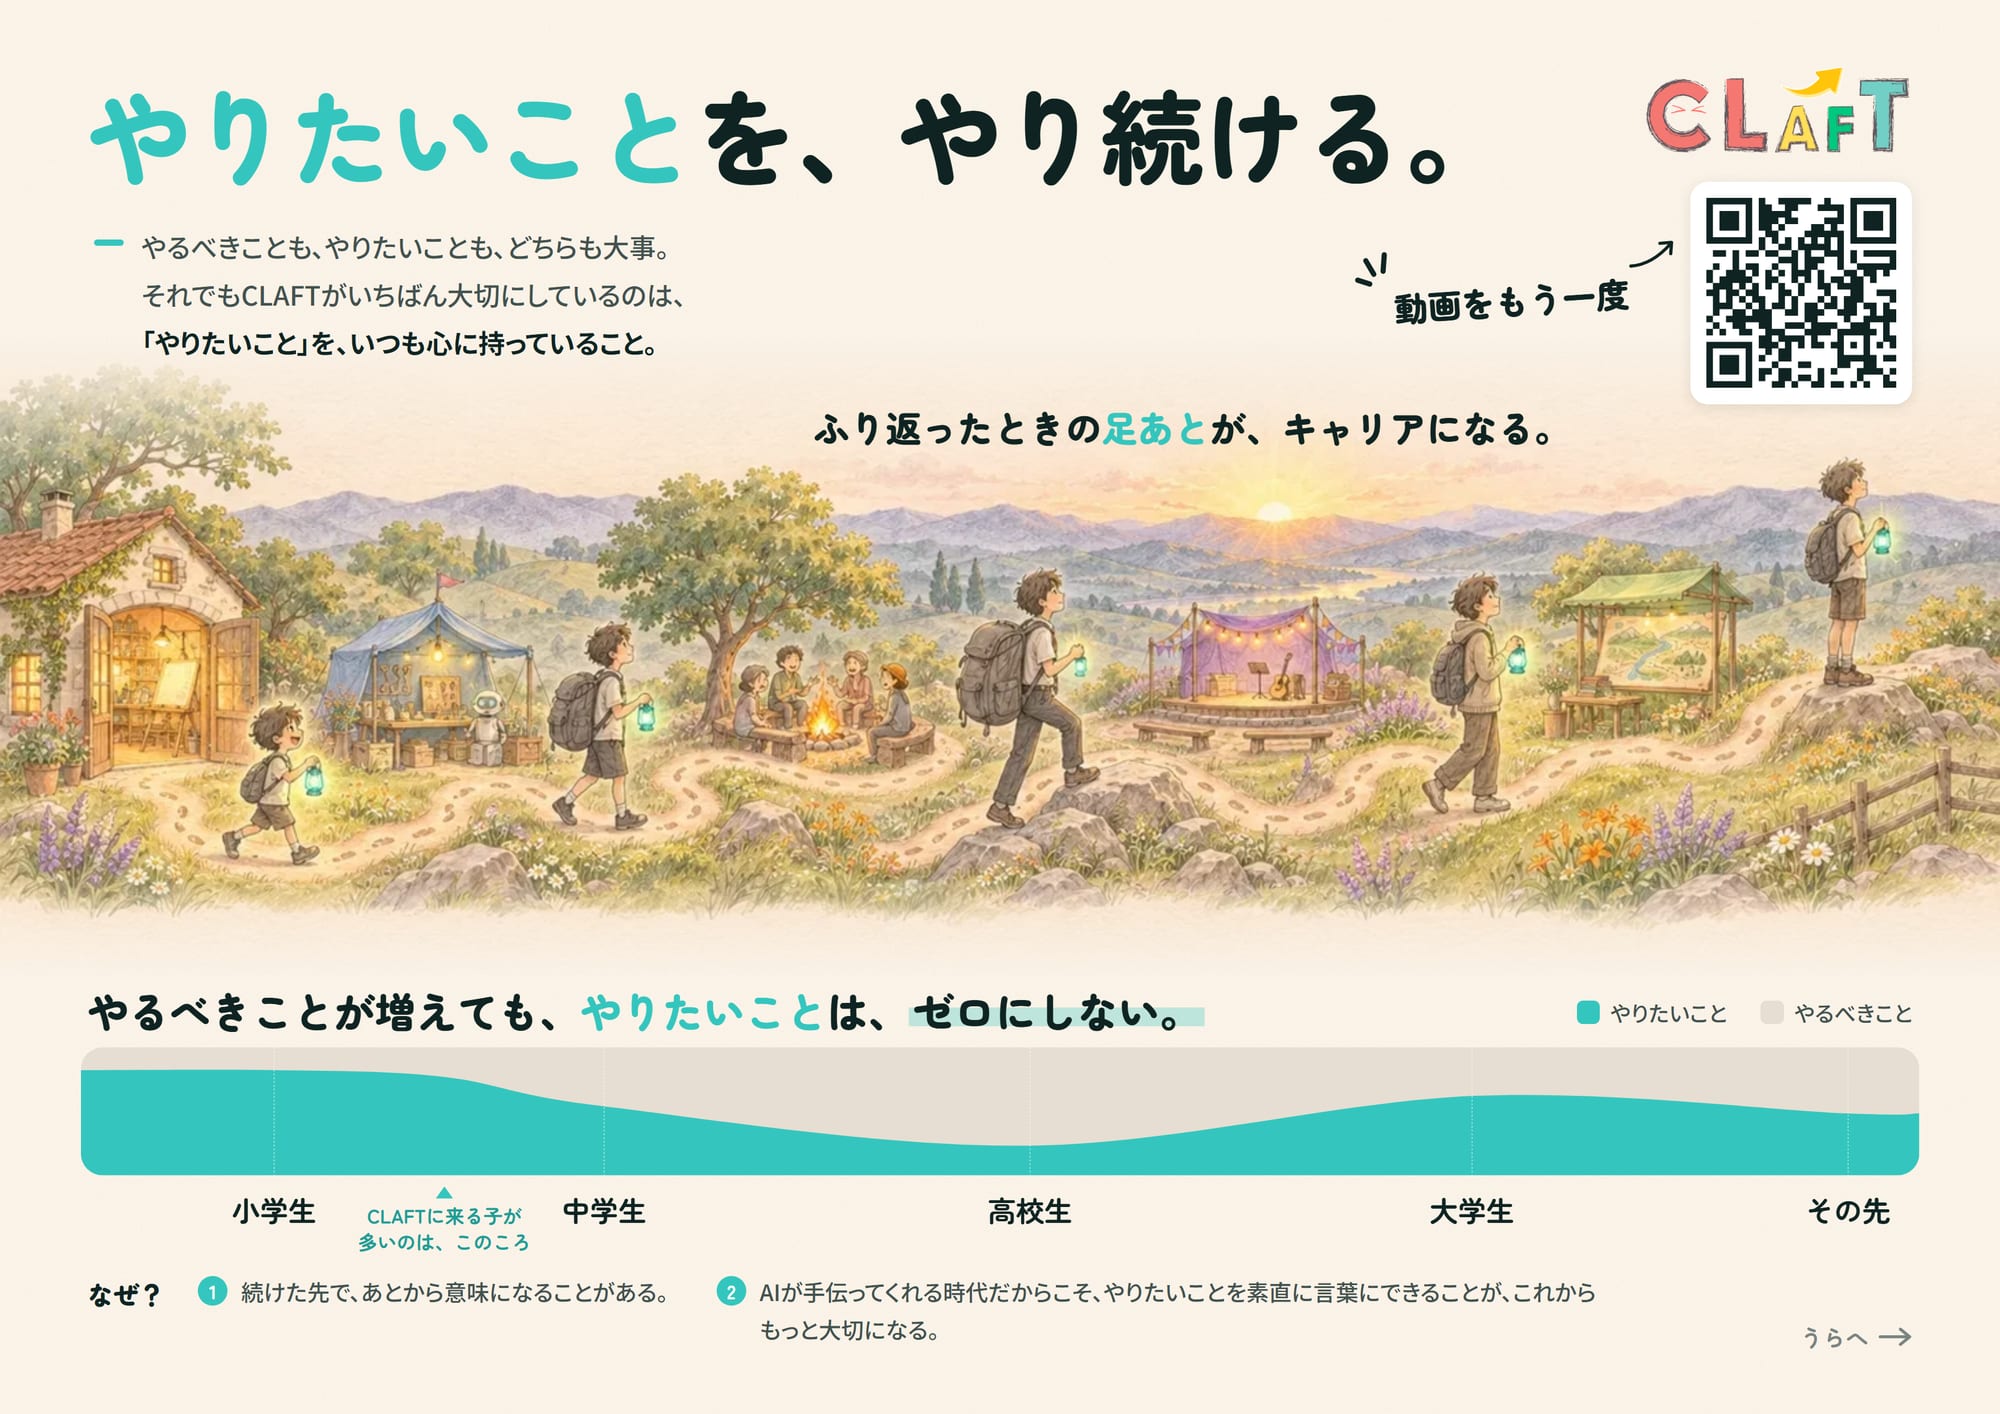 やりたいことを、やり続ける。
CLAFT
やるべきことも、やりたいことも、どちらも大事。
それでもCLAFTがいちばん大切にしているのは、
「やりたいこと」を、いつも心に持っていること。
動画をもう一度
ふり返ったときの足あとが、キャリアになる。
やるべきことが増えても、やりたいことは、ゼロにしない。
やりたいこと
やるべきこと
小学生
CLAFTに来る子が
多いのは、このころ
中学生
高校生
大学生
その先
なぜ？
1 続けた先で、あとから意味になることがある。
2 AIが手伝ってくれる時代だからこそ、やりたいことを素直に言葉にできることが、これから
もっと大切になる。
うらへ →